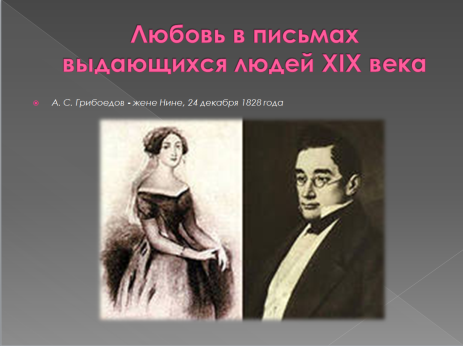 Любовь в письмах
выдающихся людей XIX века
А. С. Грибоедов - жене Нине, 24 декабря 1828 года